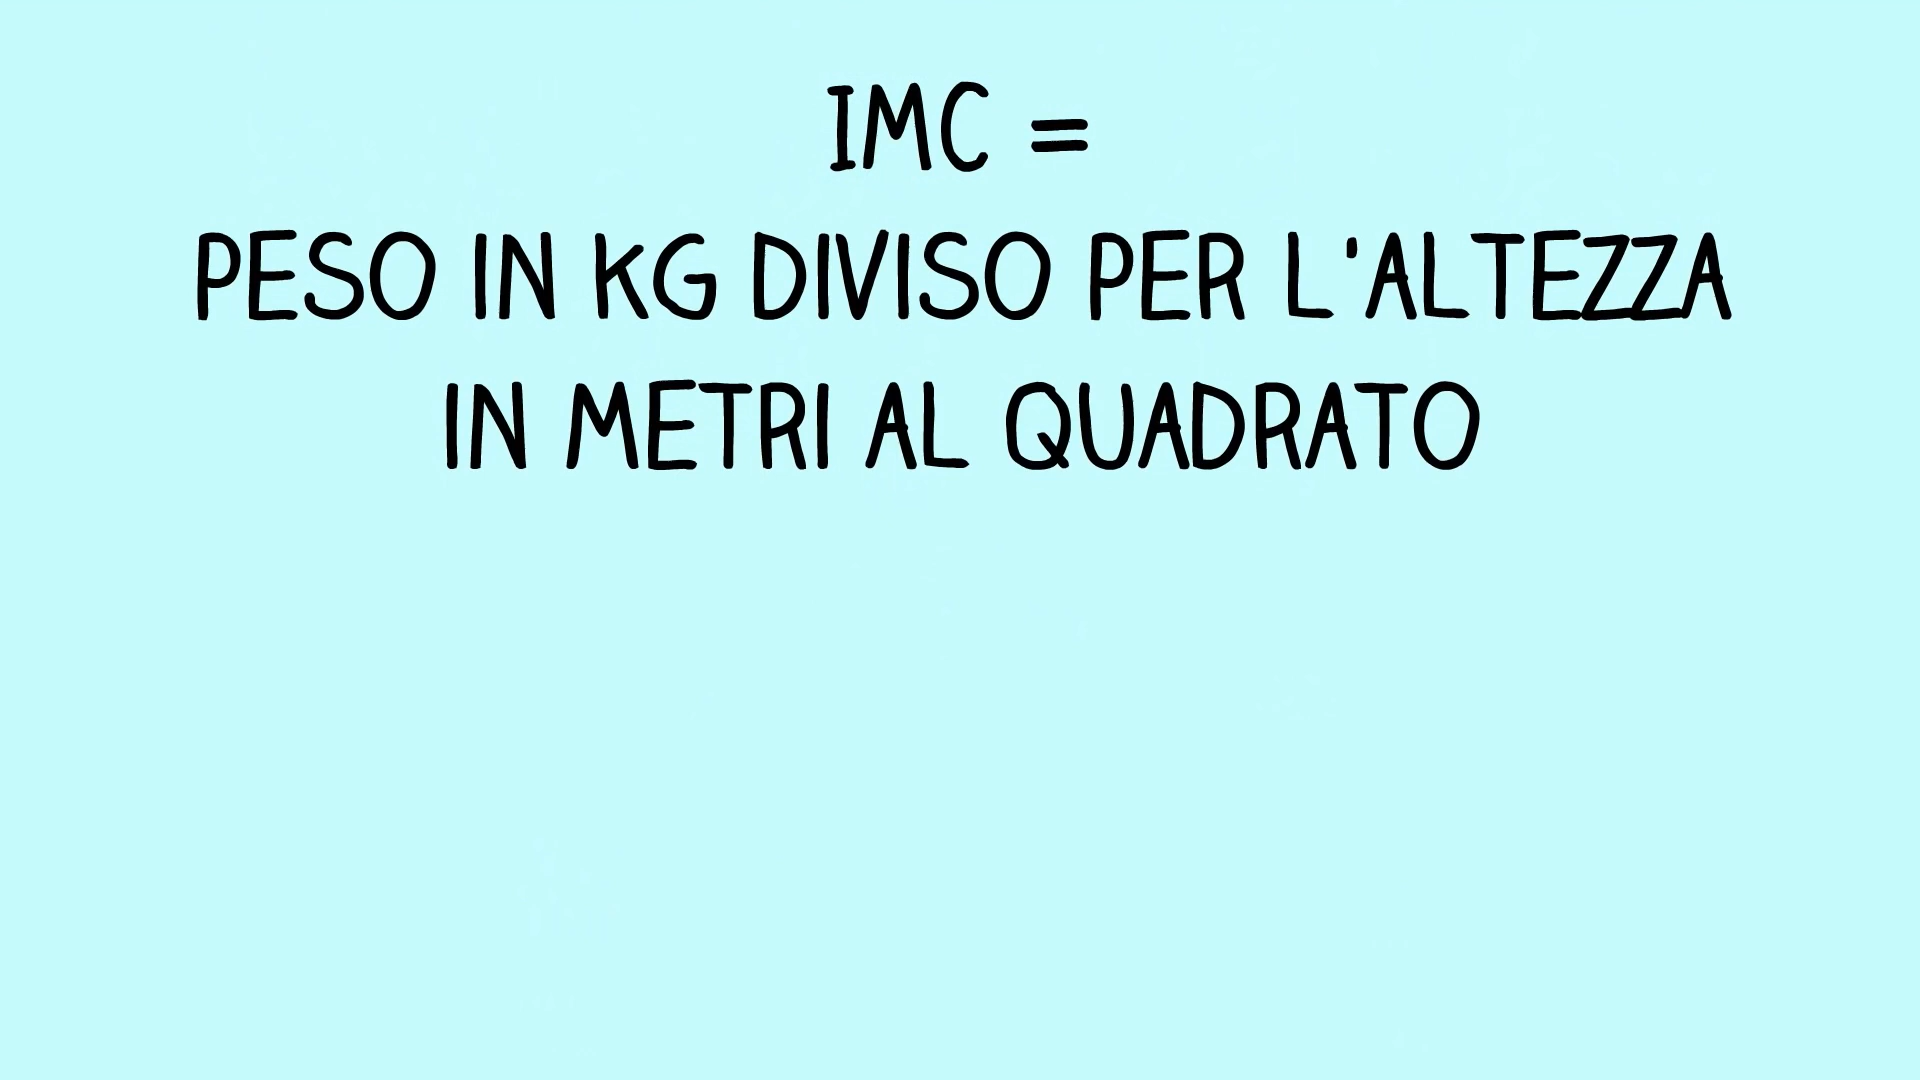 IMC =
PESO IN KG DIVISO PER L'ALTEZZA
IN METRI AL QUADRATO